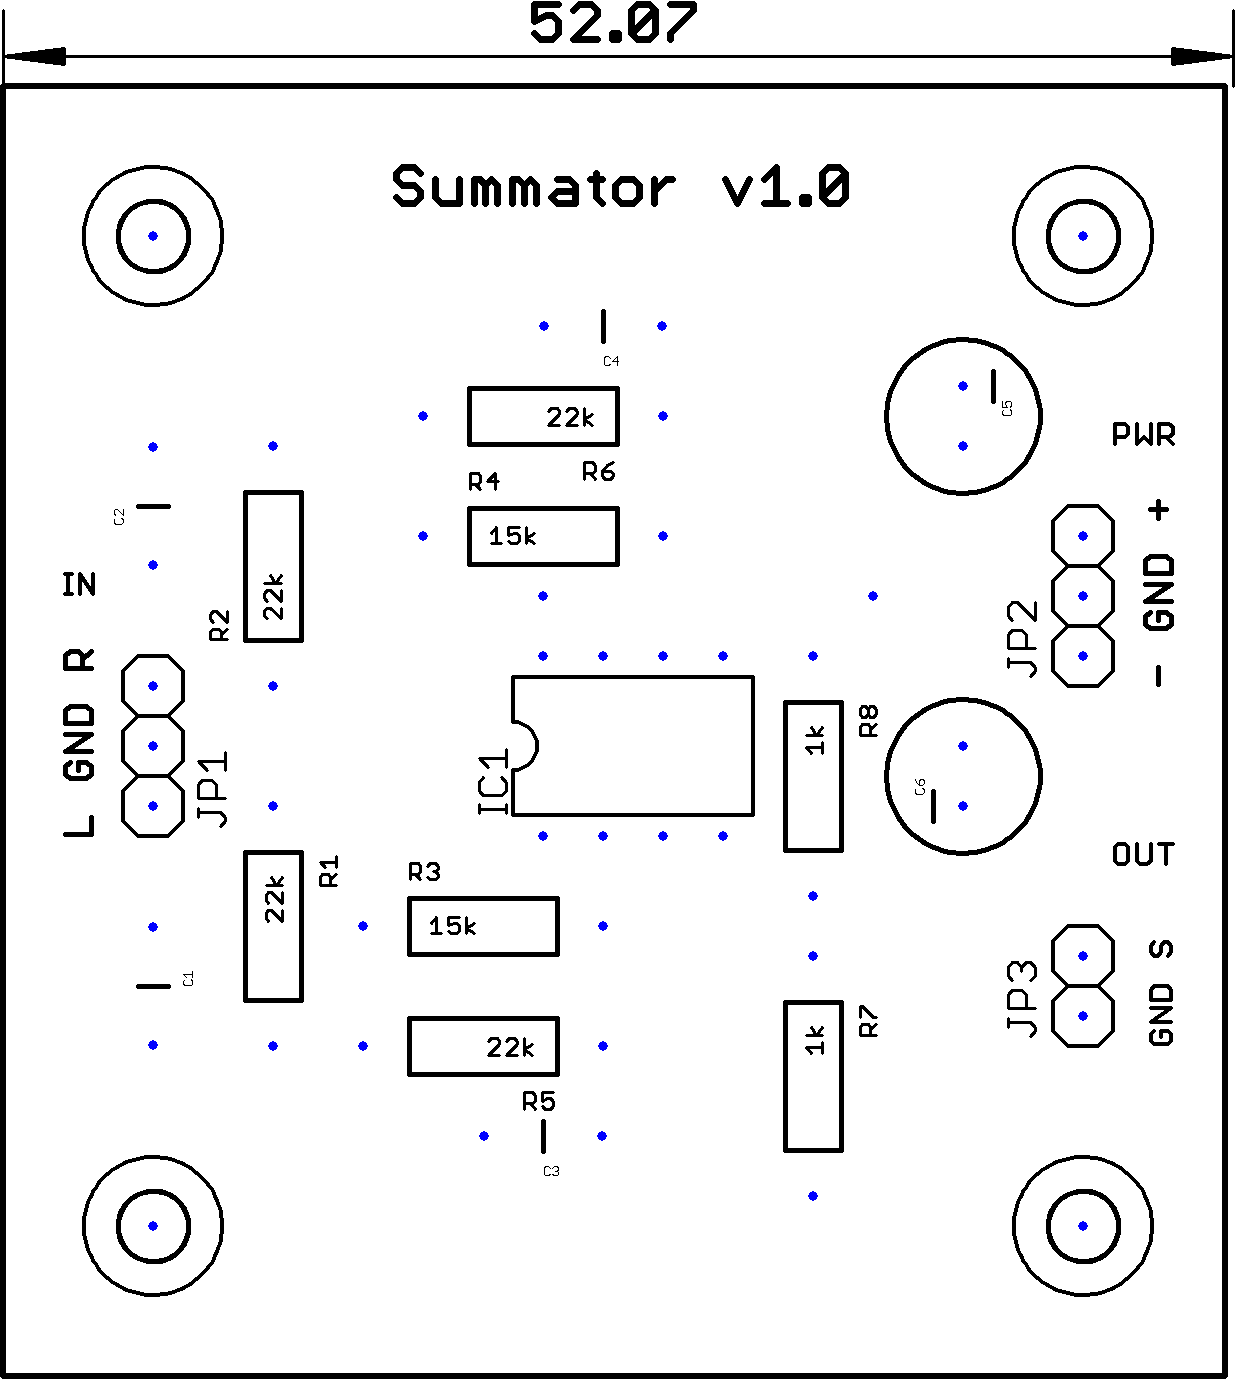 52.07
Summator v1.0
C4
22k
R6
C5
PWR
R4
15k
C2
22k
R2
IN
L GND R
JP1
- GND +
JP2
IC1
1k
R8
C6
OUT
R1
22k
R3
15k
C1
22k
R5
C3
1k
R7
JP3
GND S